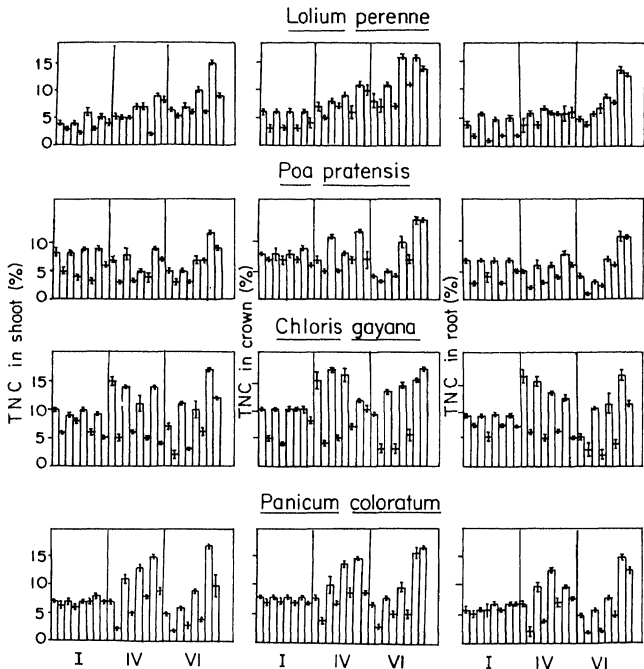 Lolium perenne
15
10
5
0
Poa pratensis
10
5
0
Chloris gayana
15
10
5
0
Panicum coloratum
15
10
5
0
TNC in shoot (%)
TNC in crown (%)
TNC in root (%)
I IV VI I IV VI I IV VI